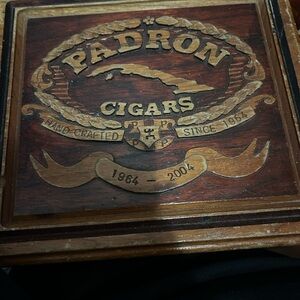 PADRON
CIGARS
HAND CRAFTED SINCE 1964
P P
P P
1964 - 2004